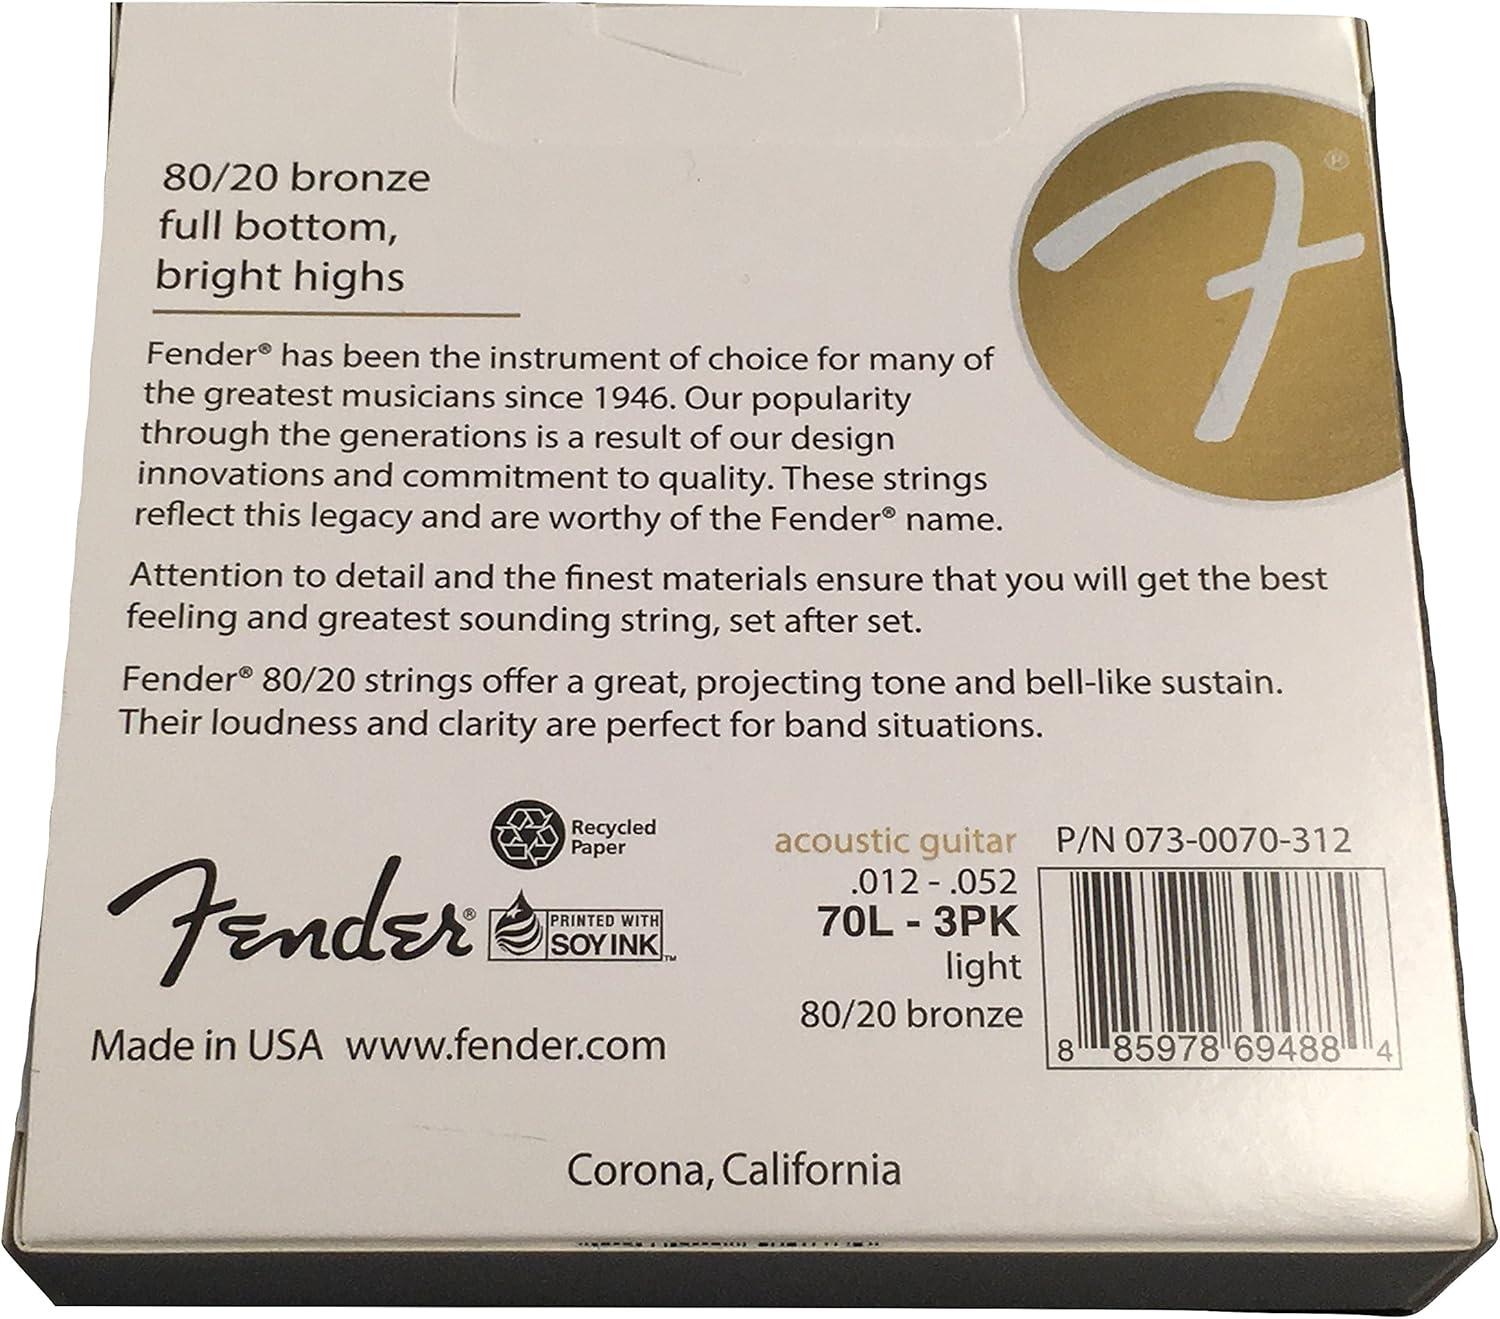 80/20 bronze
full bottom,
bright highs
F®
Fender® has been the instrument of choice for many of
the greatest musicians since 1946. Our popularity
through the generations is a result of our design
innovations and commitment to quality. These strings
reflect this legacy and are worthy of the Fender® name.
Attention to detail and the finest materials ensure that you will get the best
feeling and greatest sounding string, set after set.
Fender® 80/20 strings offer a great, projecting tone and bell-like sustain.
Their loudness and clarity are perfect for band situations.
Recycled
Paper
Fender®
PRINTED WITH
SOY INK™
Made in USA www.fender.com
acoustic guitar
.012 - .052
70L - 3PK
light
80/20 bronze
P/N 073-0070-312
8 85978 69488 4
Corona, California